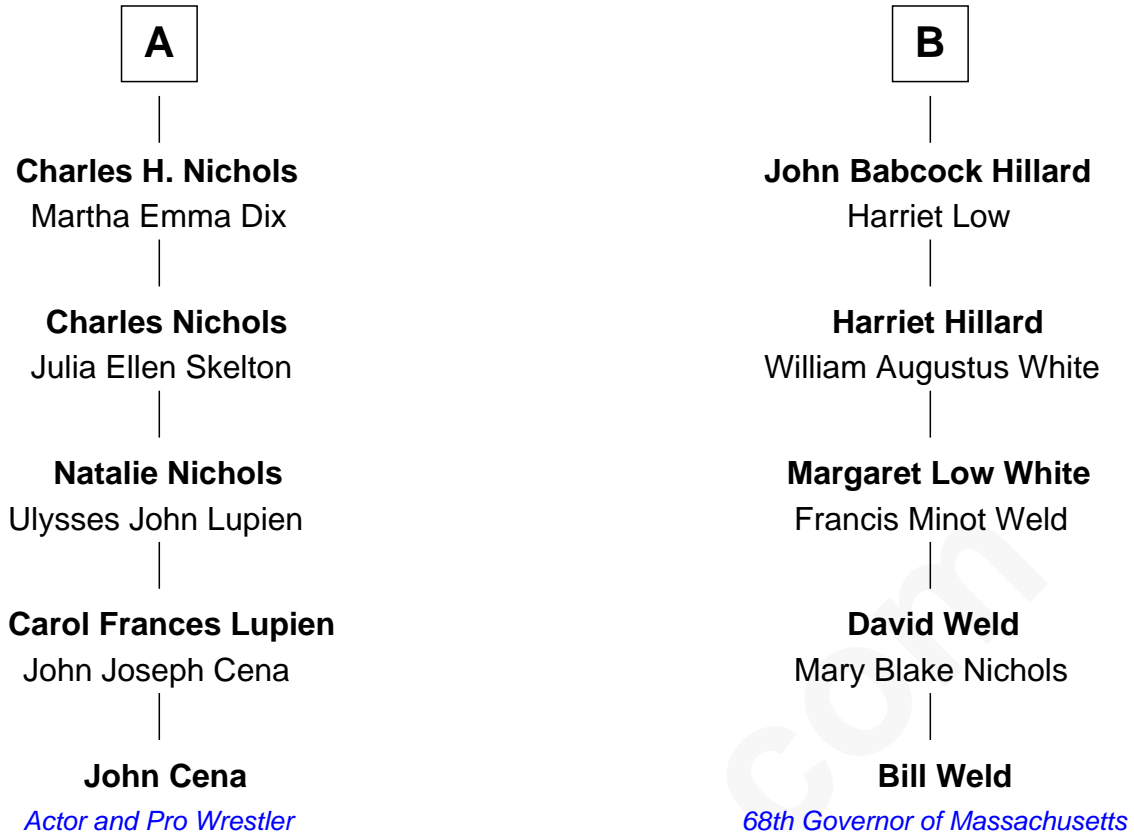 A
Charles H. Nichols
Martha Emma Dix
Charles Nichols
Julia Ellen Skelton
Natalie Nichols
Ulysses John Lupien
Carol Frances Lupien
John Joseph Cena
John Cena
Actor and Pro Wrestler
B
John Babcock Hillard
Harriet Low
Harriet Hillard
William Augustus White
Margaret Low White
Francis Minot Weld
David Weld
Mary Blake Nichols
Bill Weld
68th Governor of Massachusetts
com